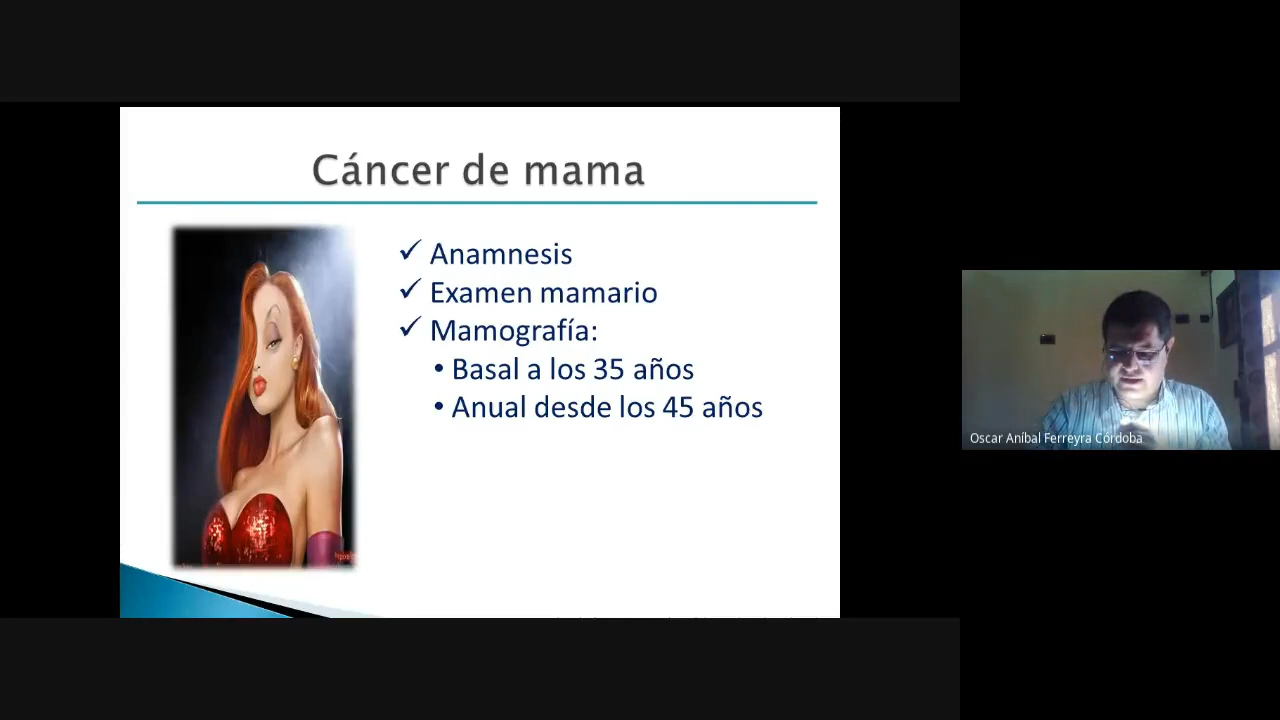 Cáncer de mama
✓ Anamnesis
✓ Examen mamario
✓ Mamografía:
• Basal a los 35 años
• Anual desde los 45 años
Oscar Aníbal Ferreyra Córdoba